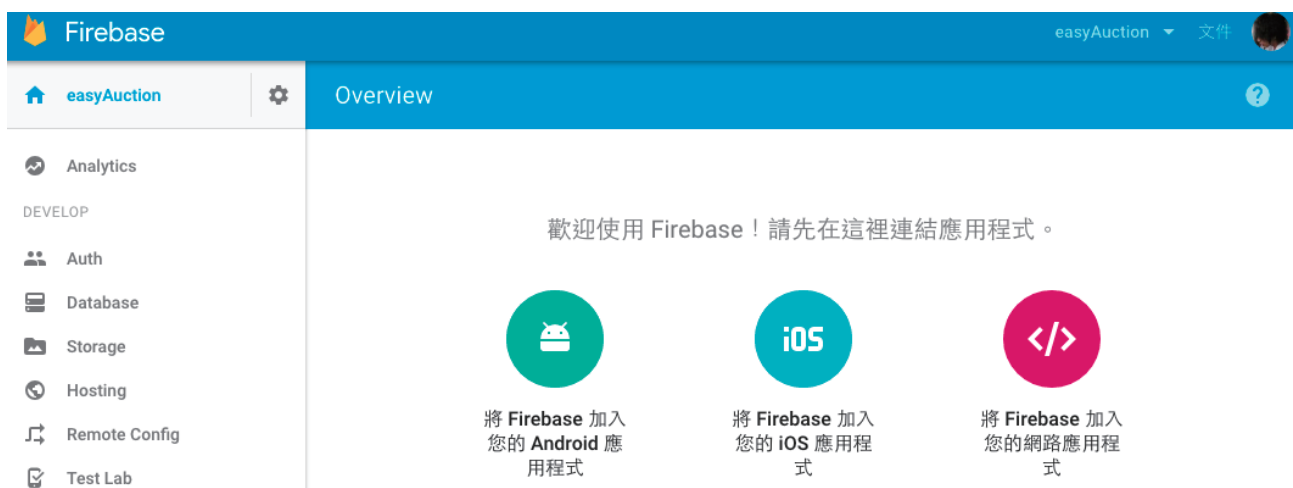 Firebase
easyAuction
文件
easyAuction
Overview
Analytics
DEVELOP
Auth
Database
Storage
Hosting
Remote Config
Test Lab
歡迎使用 Firebase！請先在這裡連結應用程式。
iOS
</>
將 Firebase 加入
您的 Android 應
用程式
將 Firebase 加入
您的 iOS 應用程
式
將 Firebase 加入
您的網路應用程
式